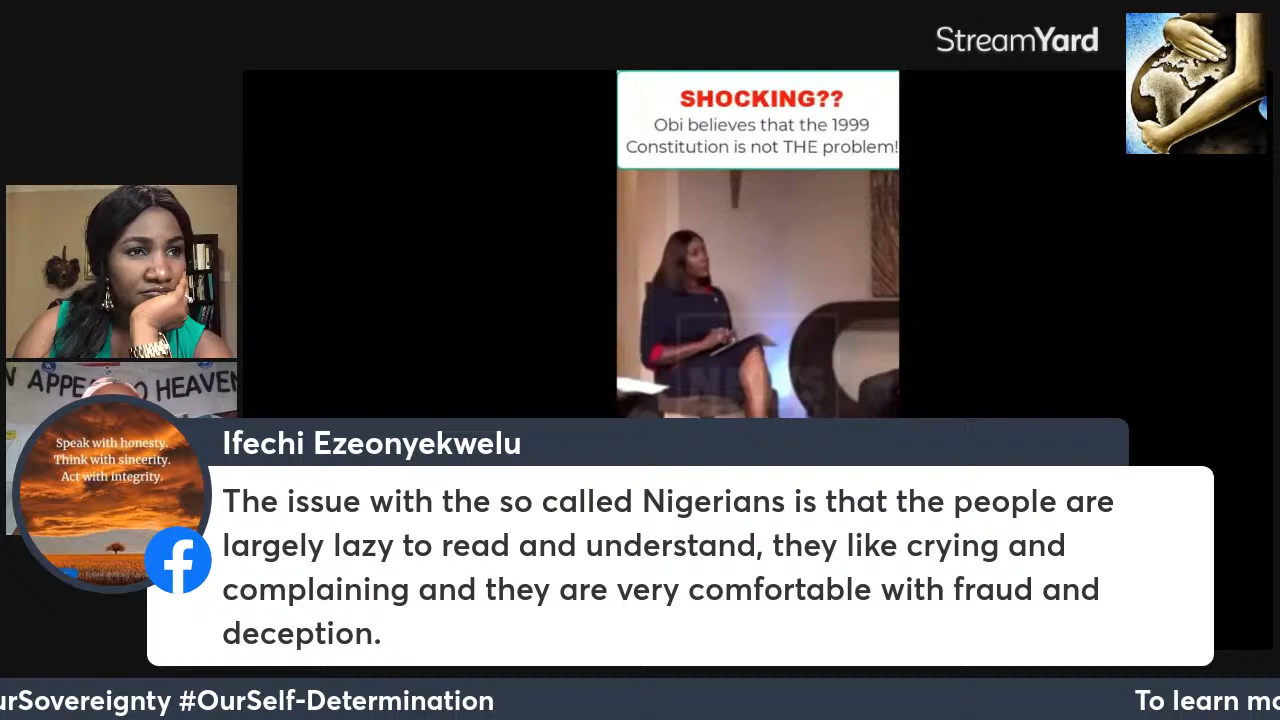 StreamYard
SHOCKING??
Obi believes that the 1999
Constitution is not THE problem!
NEWS
N APPE O HEAVEN
Speak with honesty.
Think with sincerity.
Act with integrity.
Ifechi Ezeonyekwelu
The issue with the so called Nigerians is that the people are
largely lazy to read and understand, they like crying and
complaining and they are very comfortable with fraud and
deception.
urSovereignty #OurSelf-Determination
To learn mo